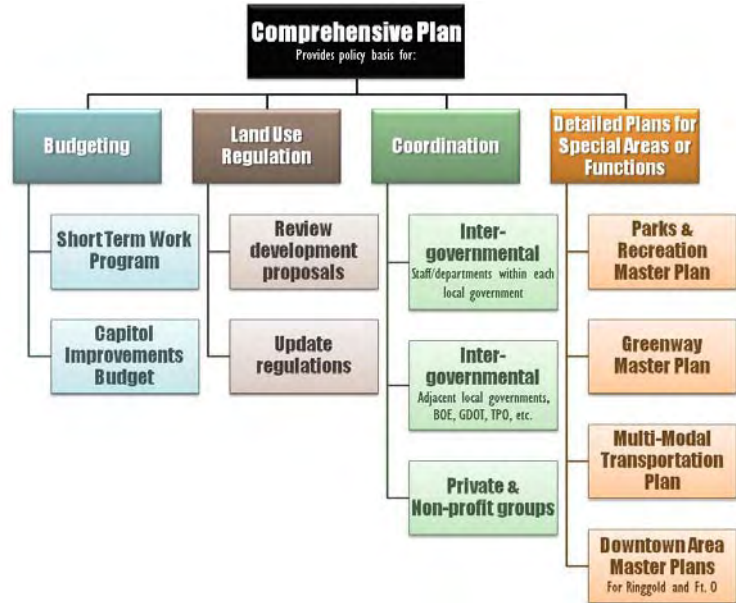 Comprehensive Plan
Provides policy basis for:
Budgeting
Short Term Work
Program
Capitol
Improvements
Budget
Land Use
Regulation
Review
development
proposals
Update
regulations
Coordination
Inter-
governmental
Staff/departments within each
local government
Inter-
governmental
Adjacent local governments,
BOE, GDOT, TPO, etc.
Private &
Non-profit groups
Detailed Plans for
Special Areas or
Functions
Parks &
Recreation
Master Plan
Greenway
Master Plan
Multi-Modal
Transportation
Plan
Downtown Area
Master Plans
For Ringgold and Ft. O